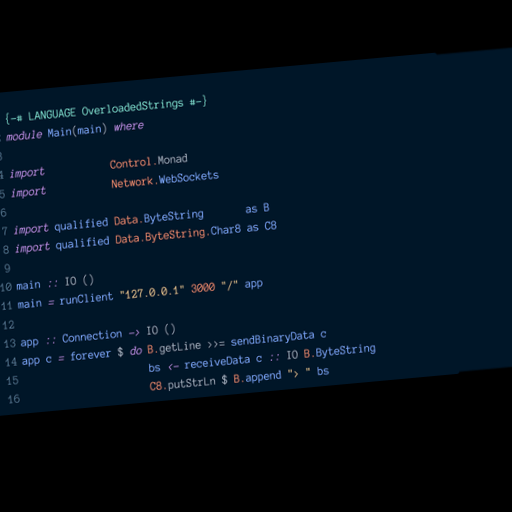 {-# LANGUAGE OverloadedStrings #-}
module Main(main) where
3
4 import Control.Monad
5 import Network.WebSockets
6
7 import qualified Data.ByteString as B
8 import qualified Data.ByteString.Char8 as C8
9
10 main :: IO ()
11 main = runClient "127.0.0.1" 3000 "/" app
12
13 app :: Connection -> IO ()
14 app c = forever $ do B.getLine >>= sendBinaryData c
15 bs <- receiveData c :: IO B.ByteString
16 C8.putStrLn $ B.append "> " bs